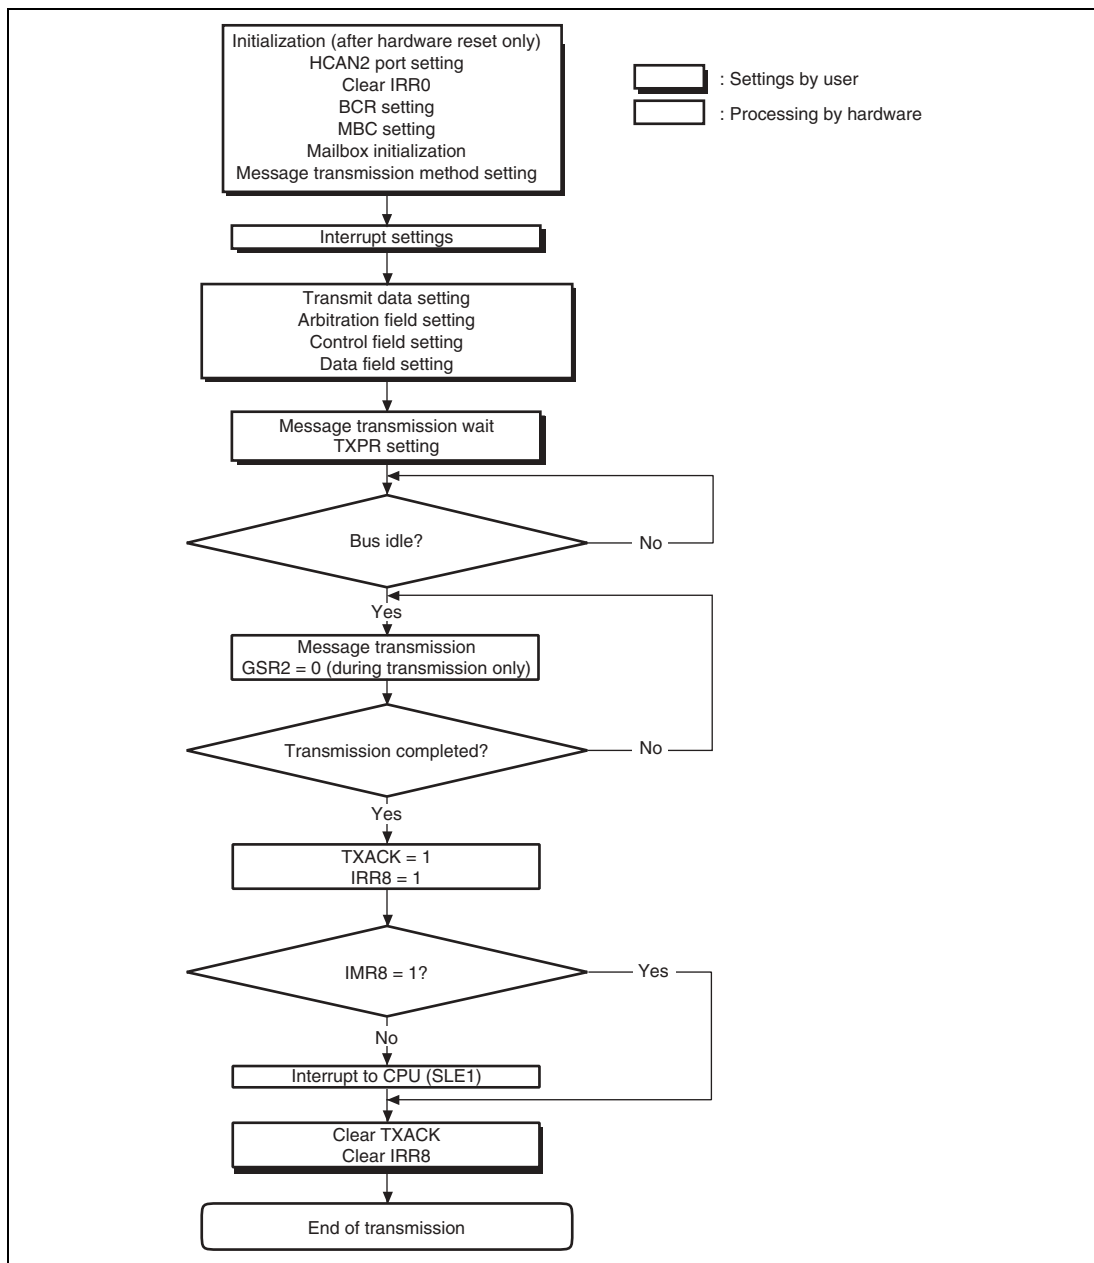 Initialization (after hardware reset only)
HCAN2 port setting
Clear IRR0
BCR setting
MBC setting
Mailbox initialization
Message transmission method setting
: Settings by user
: Processing by hardware
Interrupt settings
Transmit data setting
Arbitration field setting
Control field setting
Data field setting
Message transmission wait
TXPR setting
Bus idle?
No
Yes
Message transmission
GSR2 = 0 (during transmission only)
Transmission completed?
No
Yes
TXACK = 1
IRR8 = 1
IMR8 = 1?
Yes
No
Interrupt to CPU (SLE1)
Clear TXACK
Clear IRR8
End of transmission